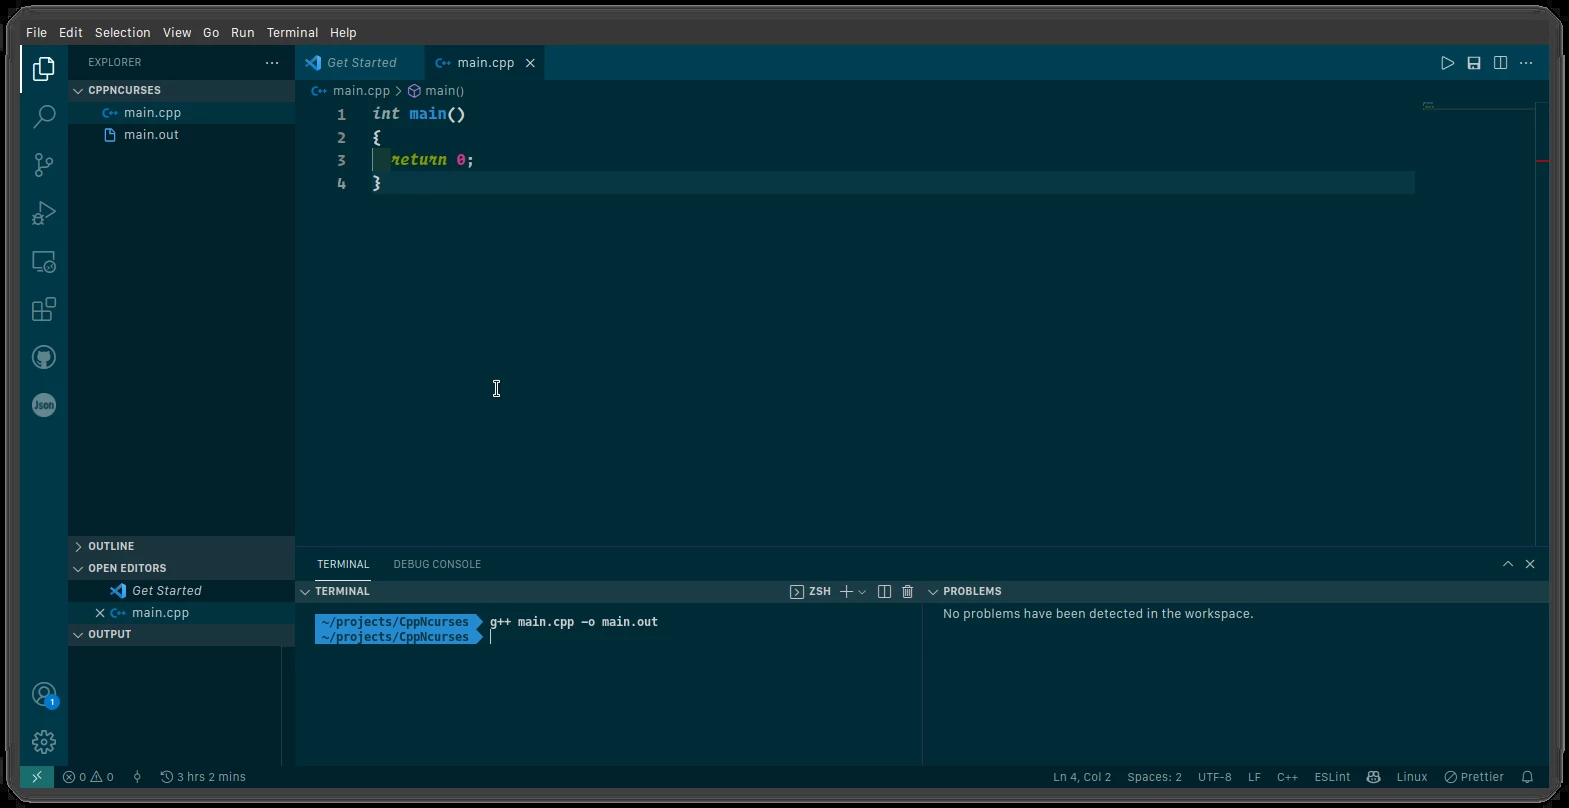 File Edit Selection View Go Run Terminal Help
EXPLORER
CPPNCURSES
main.cpp
main.out
OUTLINE
OPEN EDITORS
Get Started
main.cpp
OUTPUT
Get Started
main.cpp
main.cpp > main()
1 int main()
2 {
3 return 0;
4 }
TERMINAL DEBUG CONSOLE
TERMINAL
ZSH
~/projects/CppNcurses g++ main.cpp -o main.out
~/projects/CppNcurses
PROBLEMS
No problems have been detected in the workspace.
Json
1
0 0 3 hrs 2 mins
Ln 4, Col 2 Spaces: 2 UTF-8 LF C++ ESLint Linux Prettier